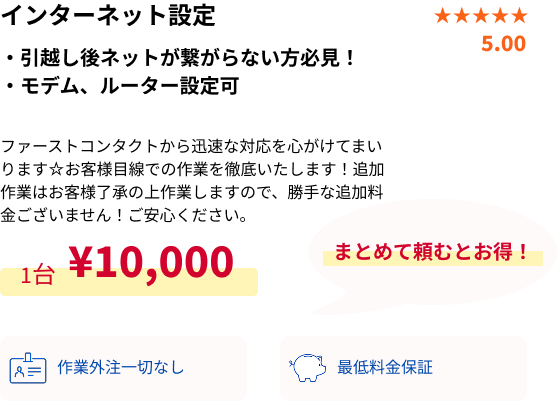 インターネット設定
★★★★★
5.00
・引越し後ネットが繋がらない方必見！
・モデム、ルーター設定可
ファーストコンタクトから迅速な対応を心がけてまい
ります☆お客様目線での作業を徹底いたします！追加
作業はお客様了承の上作業しますので、勝手な追加料
金ございません！ご安心ください。
1台 ¥10,000
まとめて頼むとお得！
作業外注一切なし
最低料金保証